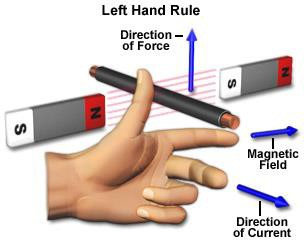 Left Hand Rule
Direction
of Force
S
N
S
N
Magnetic
Field
Direction
of Current